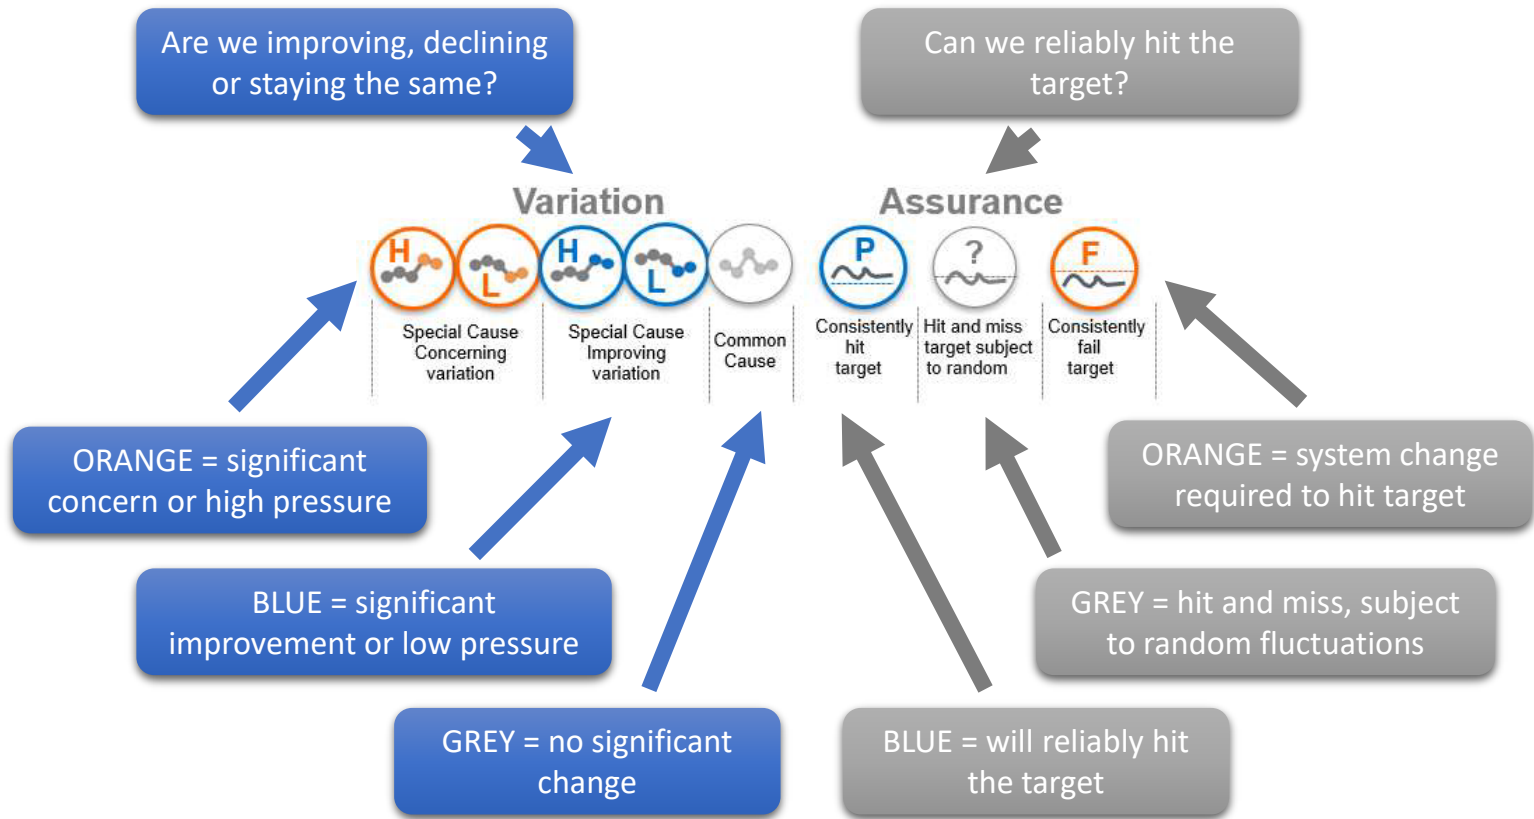 Are we improving, declining
or staying the same?
Can we reliably hit the
target?
Variation
Assurance
H
L
H
L
P
?
F
Special Cause
Concerning
variation
Special Cause
Improving
variation
Common
Cause
Consistently
hit
target
Hit and miss
target subject
to random
Consistently
fail
target
ORANGE = significant
concern or high pressure
BLUE = significant
improvement or low pressure
GREY = no significant
change
BLUE = will reliably hit
the target
GREY = hit and miss, subject
to random fluctuations
ORANGE = system change
required to hit target